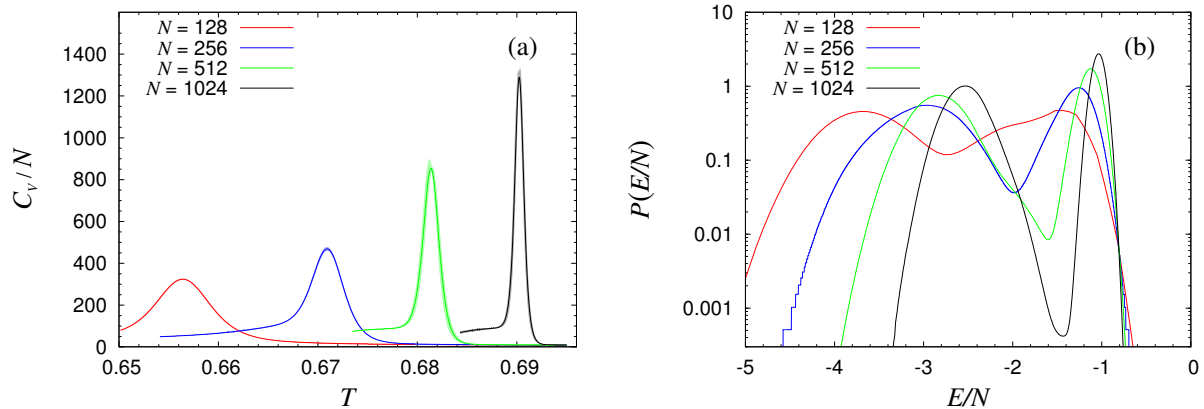 N = 128
N = 256
N = 512
N = 1024
(a)
1400
1200
1000
800
600
400
200
0
C_V / N
0.65
0.66
0.67
0.68
0.69
T
N = 128
N = 256
N = 512
N = 1024
(b)
10
1
0.1
0.01
0.001
P(E/N)
-5
-4
-3
-2
-1
0
E/N